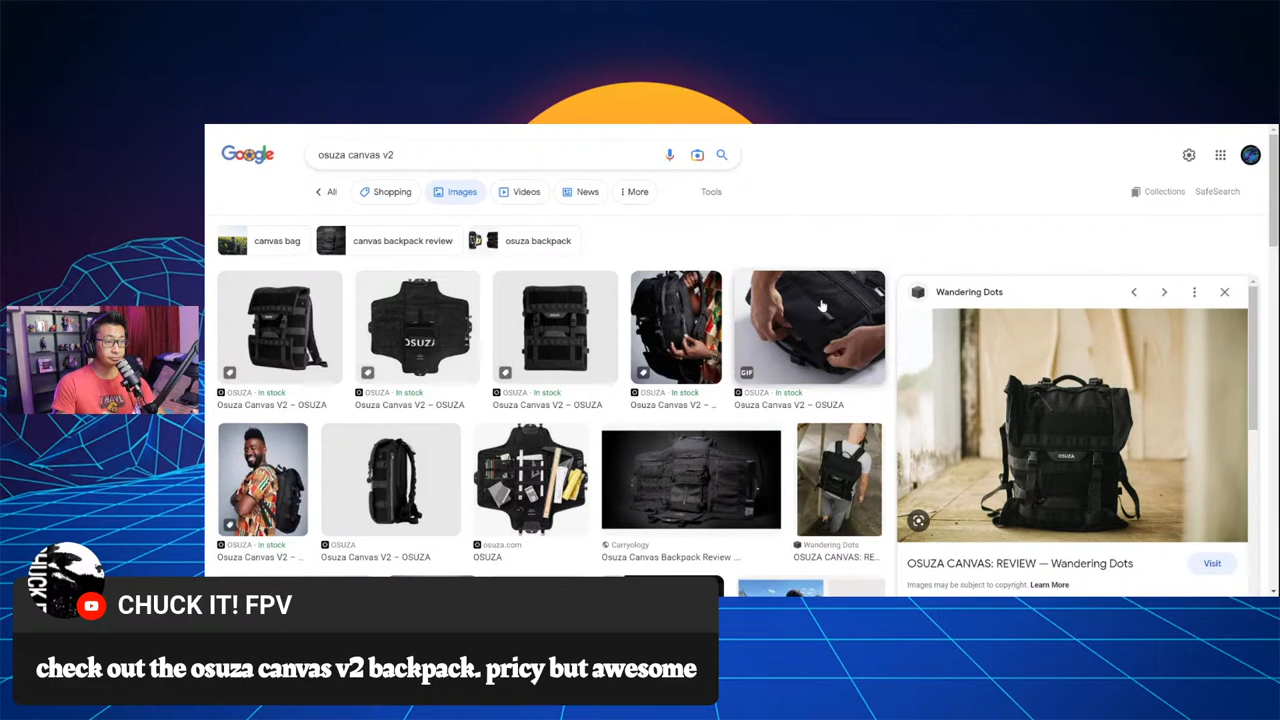 Google
osuza canvas v2
All
Shopping
Images
Videos
News
More
Tools
Collections
SafeSearch
canvas bag
canvas backpack review
osuza backpack
OSUZA
GIF
OSUZA · In stock
Osuza Canvas V2 – OSUZA
OSUZA · In stock
Osuza Canvas V2 – OSUZA
OSUZA · In stock
Osuza Canvas V2 – OSUZA
OSUZA · In stock
Osuza Canvas V2 – ..
OSUZA · In stock
Osuza Canvas V2 – OSUZA
Wandering Dots
OSUZA
OSUZA · In stock
Osuza Canvas V2 – ..
OSUZA
Osuza Canvas V2 – OSUZA
osuza.com
OSUZA
Carryology
Osuza Canvas Backpack Review ...
Wandering Dots
OSUZA CANVAS: RE...
OSUZA CANVAS: REVIEW — Wandering Dots
Visit
Images may be subject to copyright. Learn More
CHUCK IT! FPV
check out the osuza canvas v2 backpack. pricy but awesome